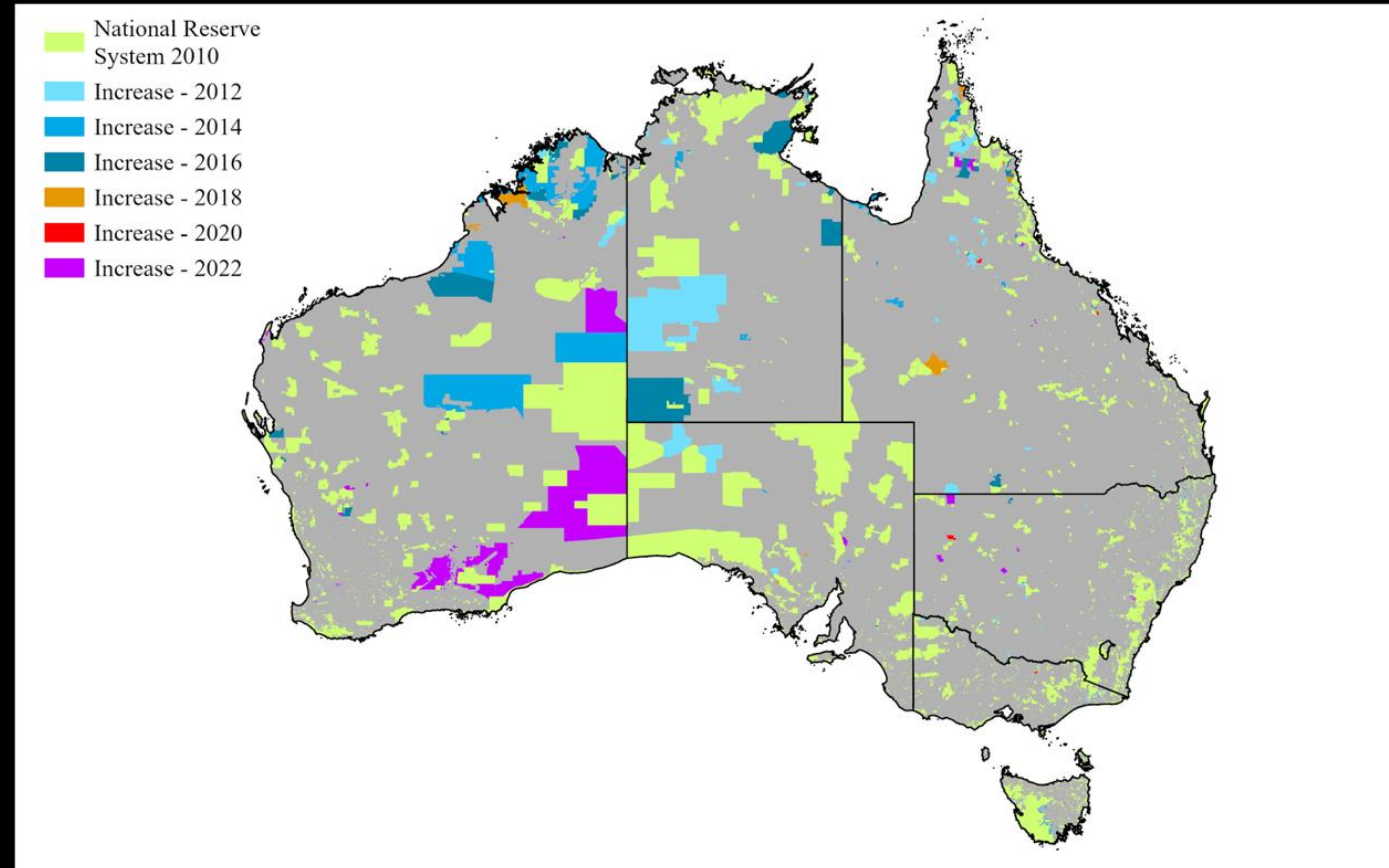 National Reserve
System 2010
Increase - 2012
Increase - 2014
Increase - 2016
Increase - 2018
Increase - 2020
Increase - 2022